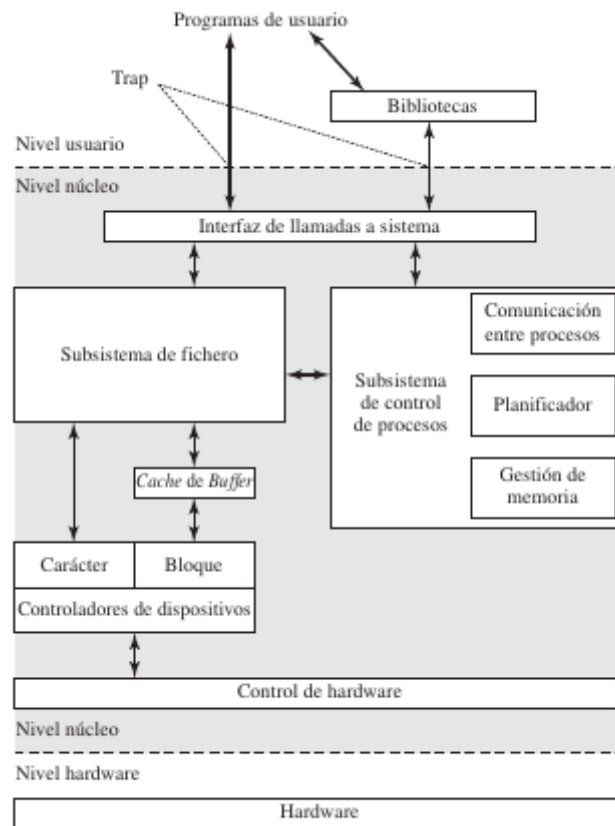 Programas de usuario
Trap
Bibliotecas
Nivel usuario
Nivel núcleo
Interfaz de llamadas a sistema
Subsistema de fichero
Subsistema
de control
de procesos
Comunicación
entre procesos
Planificador
Gestión de
memoria
Cache de Buffer
Carácter
Bloque
Controladores de dispositivos
Control de hardware
Nivel núcleo
Nivel hardware
Hardware